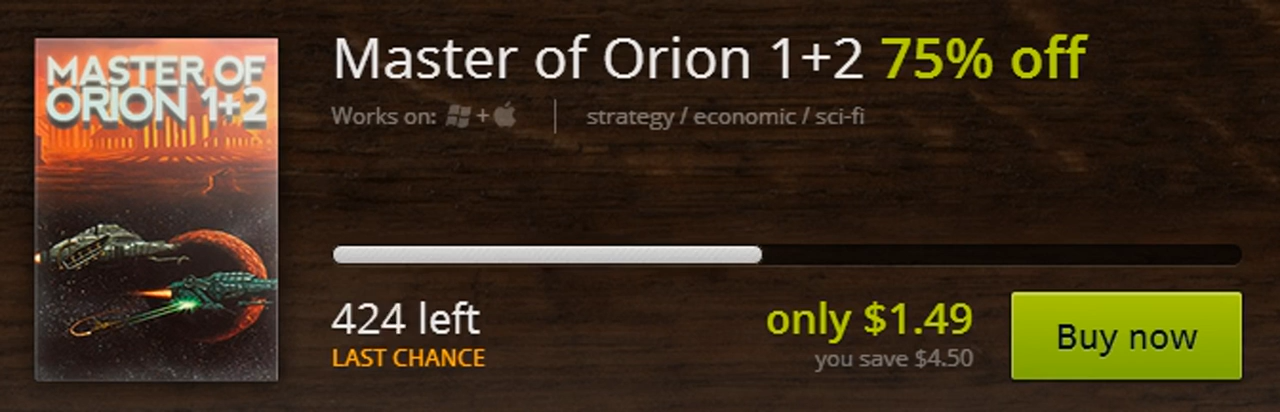 MASTER OF
ORION 1+2
Master of Orion 1+2 75% off
Works on: + strategy / economic / sci-fi
424 left
LAST CHANCE
only $1.49
you save $4.50
Buy now